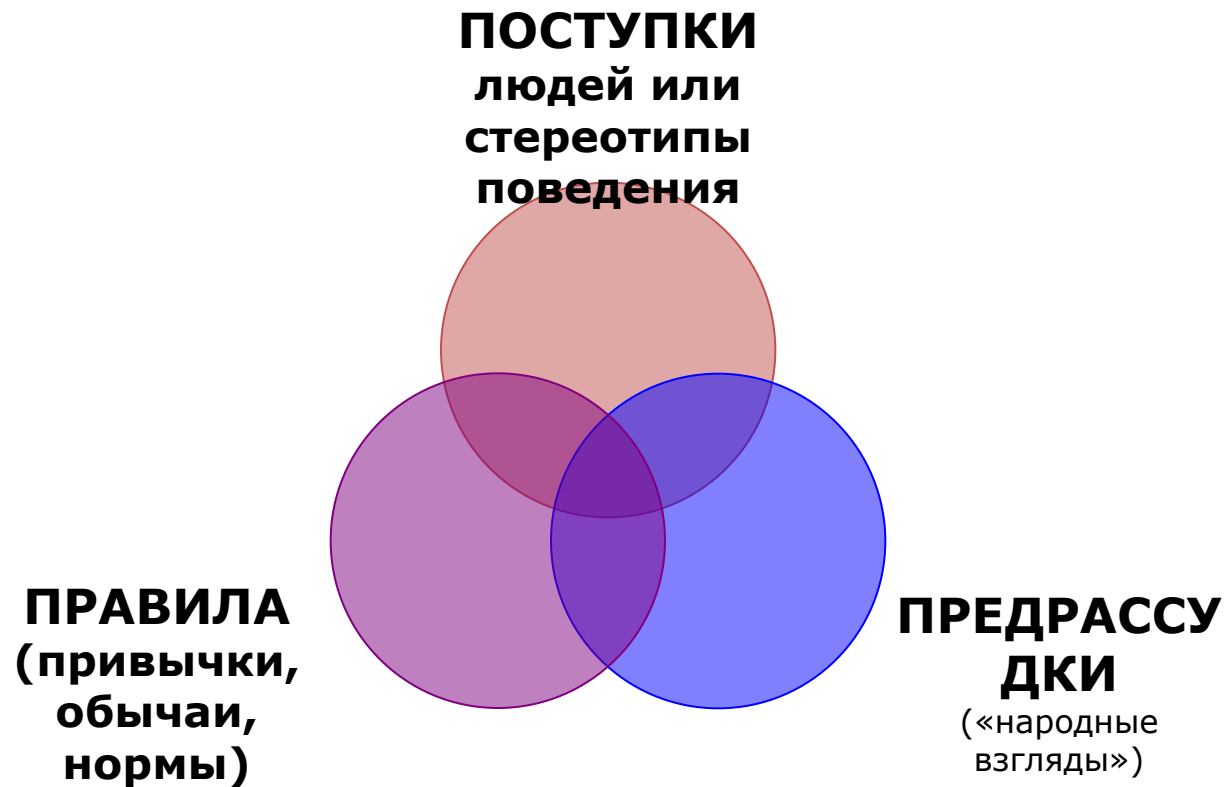 ПОСТУПКИ
людей или
стереотипы
поведения
ПРАВИЛА
(привычки,
обычаи,
нормы)
ПРЕДРАССУ
ДКИ
(«народные
взгляды»)